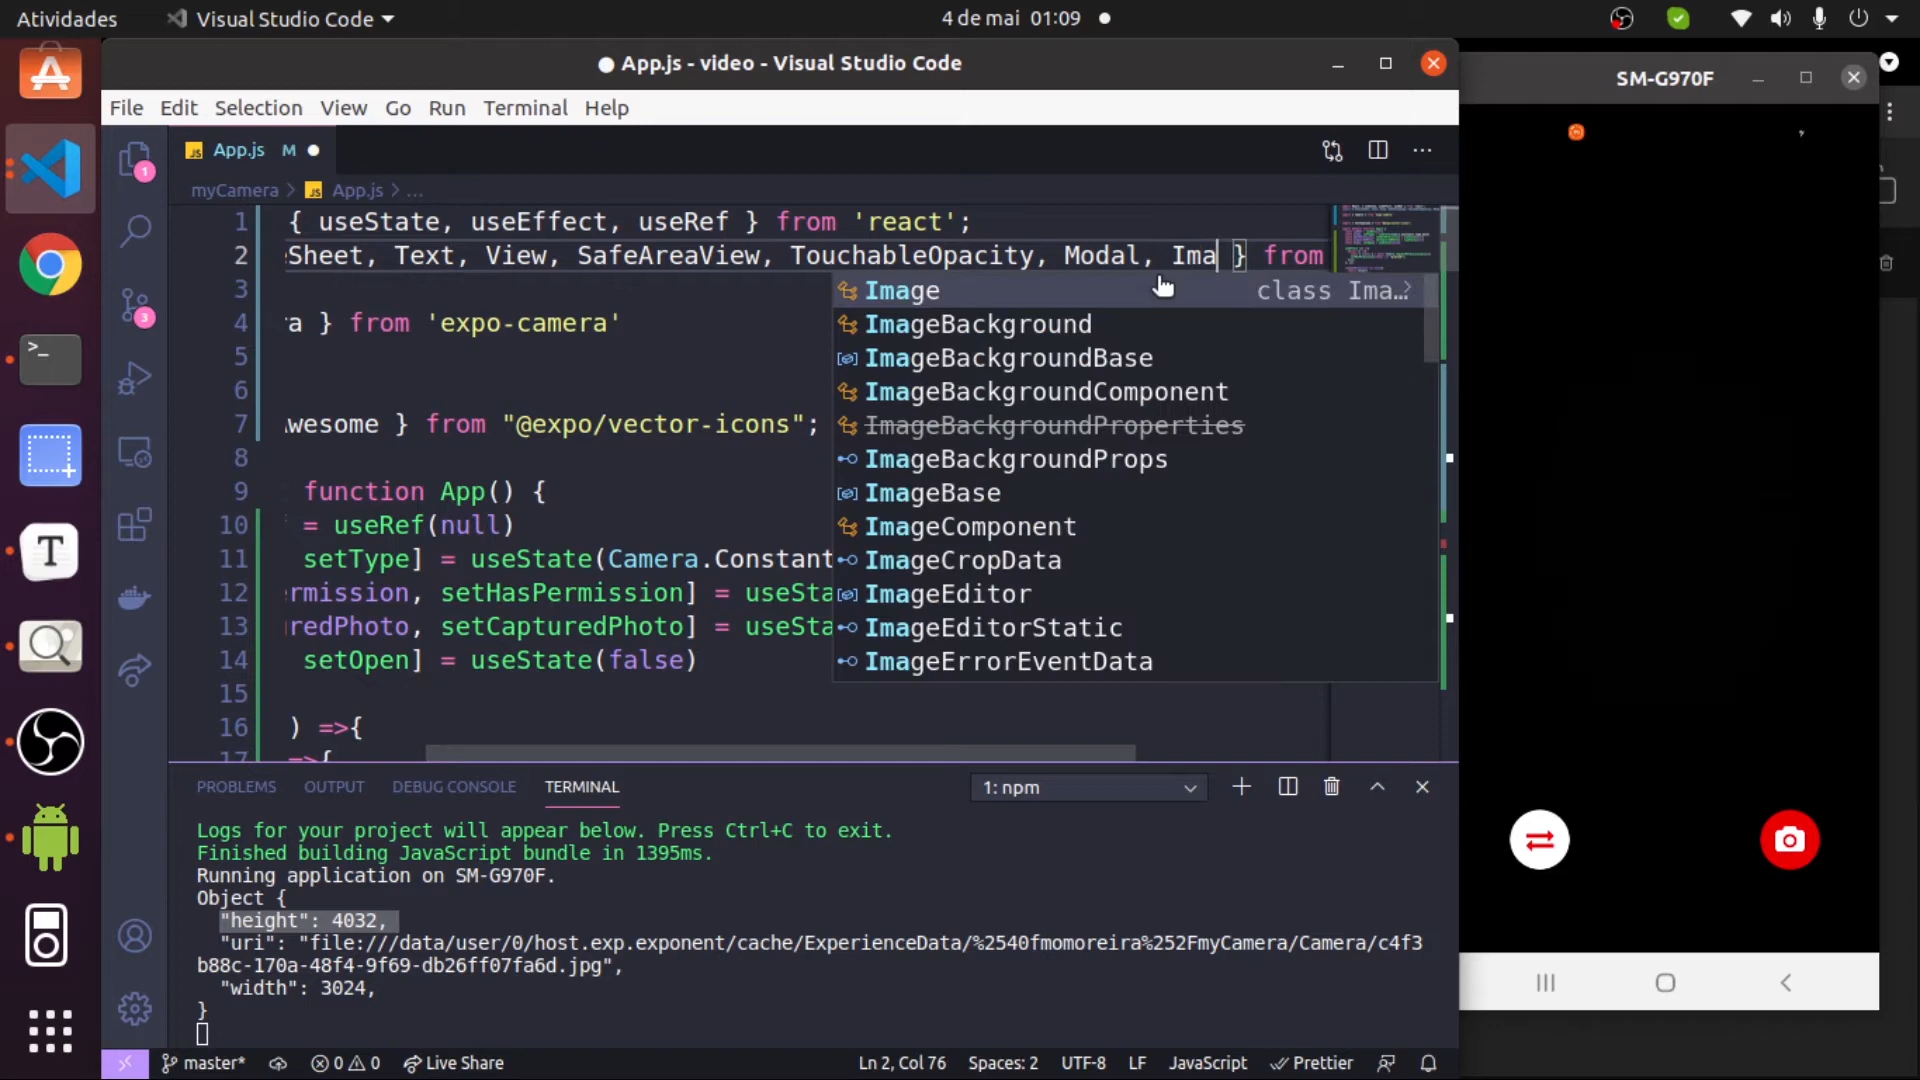 Atividades
Visual Studio Code
4 de mai 01:09
● App.js - video - Visual Studio Code
SM-G970F
File Edit Selection View Go Run Terminal Help
App.js M
myCamera > App.js > ...
1 { useState, useEffect, useRef } from 'react';
2 Sheet, Text, View, SafeAreaView, TouchableOpacity, Modal, Ima } from
3
4 a } from 'expo-camera'
5
6
7 wesome } from "@expo/vector-icons";
8
9 function App() {
10 = useRef(null)
11 setType] = useState(Camera.Constant
12 rmission, setHasPermission] = useSta
13 redPhoto, setCapturedPhoto] = useSta
14 setOpen] = useState(false)
15
16 ) =>{
17 =>{
Image class Ima…
ImageBackground
ImageBackgroundBase
ImageBackgroundComponent
ImageBackgroundProperties
ImageBackgroundProps
ImageBase
ImageComponent
ImageCropData
ImageEditor
ImageEditorStatic
ImageErrorEventData
1
3
PROBLEMS OUTPUT DEBUG CONSOLE TERMINAL 1: npm
Logs for your project will appear below. Press Ctrl+C to exit.
Finished building JavaScript bundle in 1395ms.
Running application on SM-G970F.
Object {
"height": 4032,
"uri": "file:///data/user/0/host.exp.exponent/cache/ExperienceData/%2540fmomoreira%252FmyCamera/Camera/c4f3
b88c-170a-48f4-9f69-db26ff07fa6d.jpg",
"width": 3024,
}
master* 0 0 Live Share Ln 2, Col 76 Spaces: 2 UTF-8 LF JavaScript Prettier